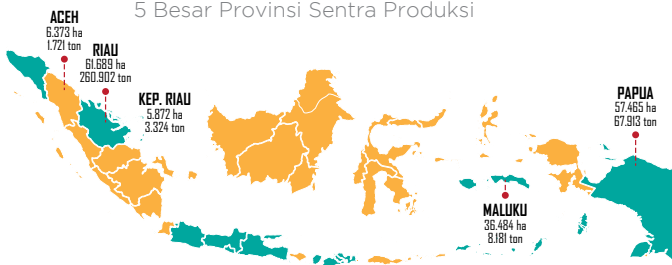 5 Besar Provinsi Sentra Produksi
ACEH
6.373 ha
1.721 ton
RIAU
61.689 ha
260.902 ton
KEP. RIAU
5.872 ha
3.324 ton
PAPUA
57.465 ha
67.913 ton
MALUKU
36.484 ha
8.181 ton